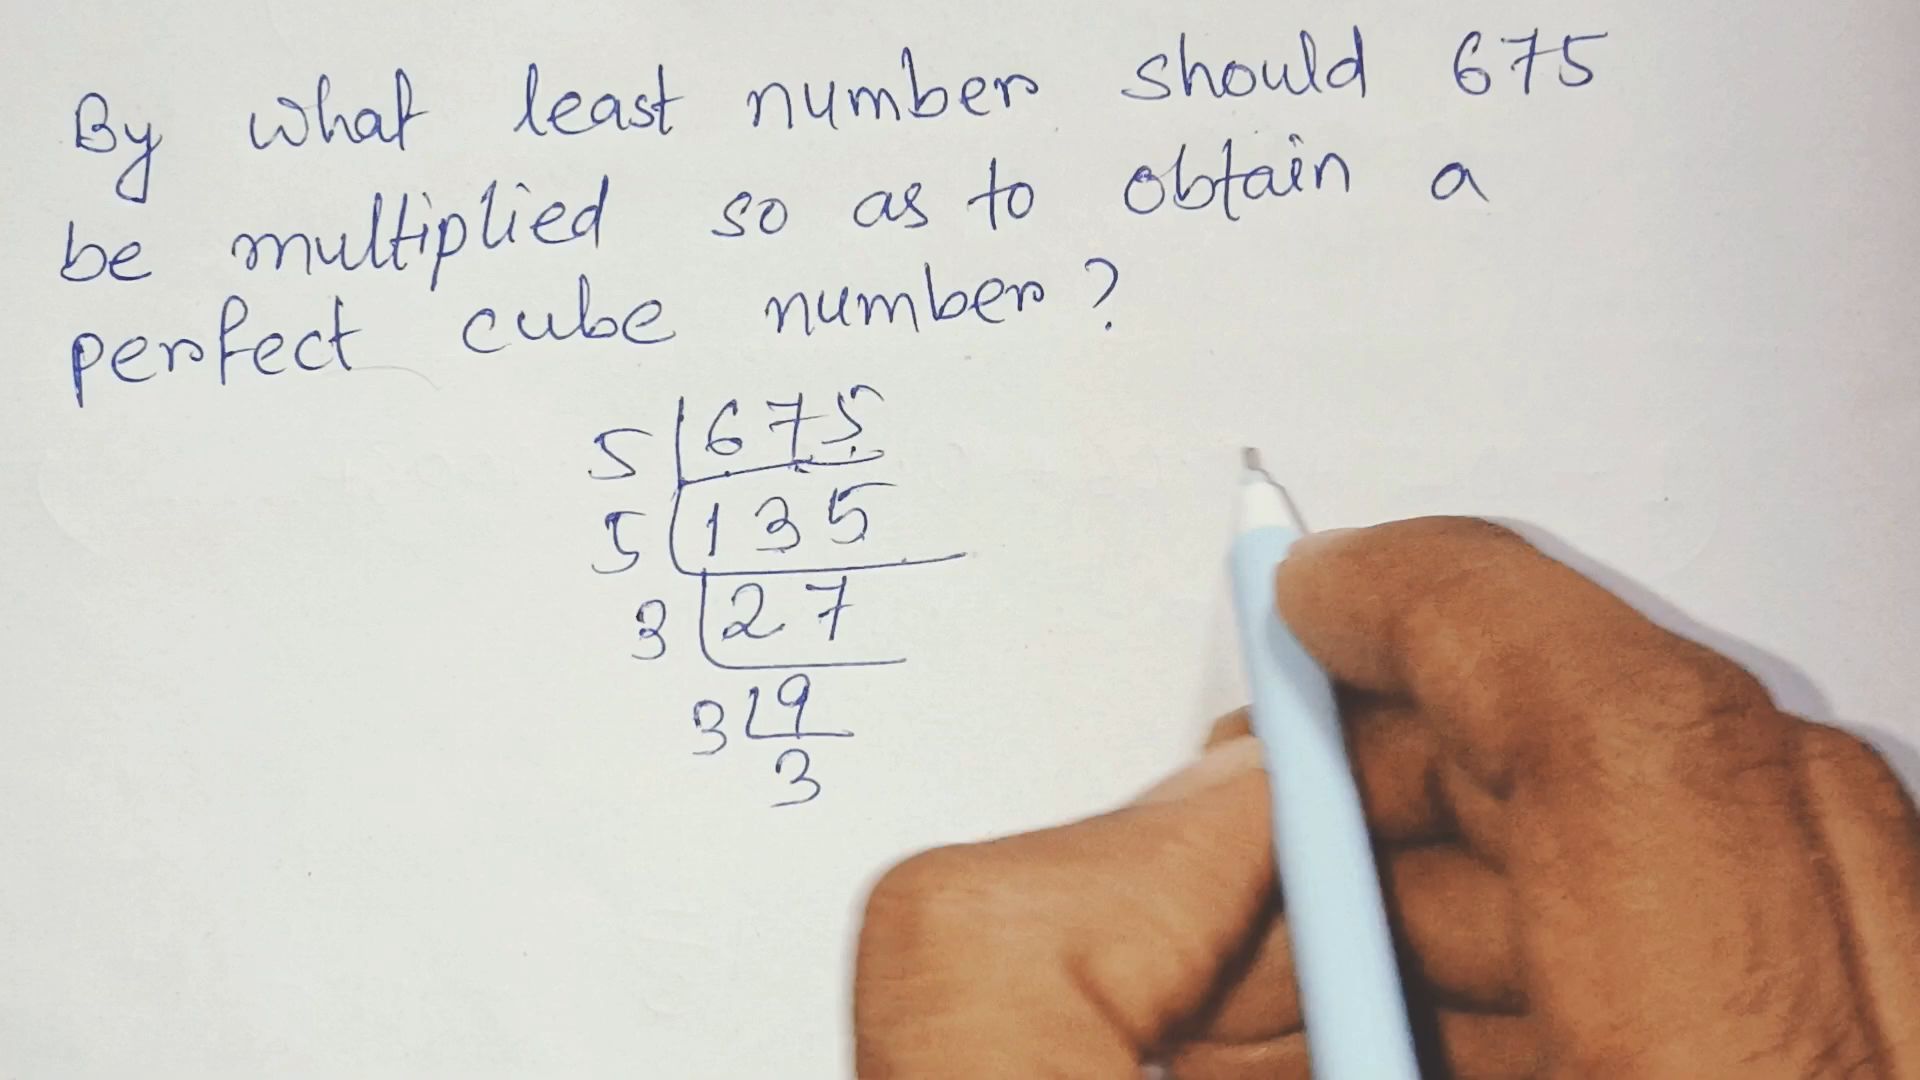 By what least number should 675
be multiplied so as to obtain a
perfect cube number?
5 675
5 135
3 27
3 9
3